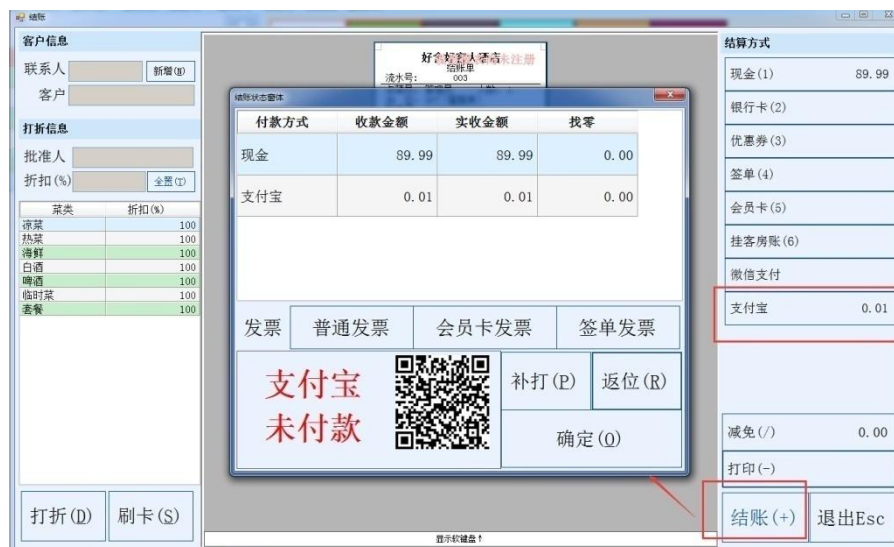 结账
客户信息
联系人 新增(N)
客户
打折信息
批准人
折扣(%) 全置(T)
菜类 折扣(%)
凉菜 100
热菜 100
海鲜 100
白酒 100
啤酒 100
临时菜 100
套餐 100
打折(D) 刷卡(S)
结账单
流水号: 003
结账状态窗体
付款方式 收款金额 实收金额 找零
现金 89.99 89.99 0.00
支付宝 0.01 0.01 0.00
发票 普通发票 会员卡发票 签单发票
支付宝
未付款
补打(P) 返位(R)
确定(O)
显示软键盘↑
结算方式
现金(1) 89.99
银行卡(2)
优惠券(3)
签单(4)
会员卡(5)
挂客房账(6)
微信支付
支付宝 0.01
减免(/) 0.00
打印(-)
结账(+) 退出Esc